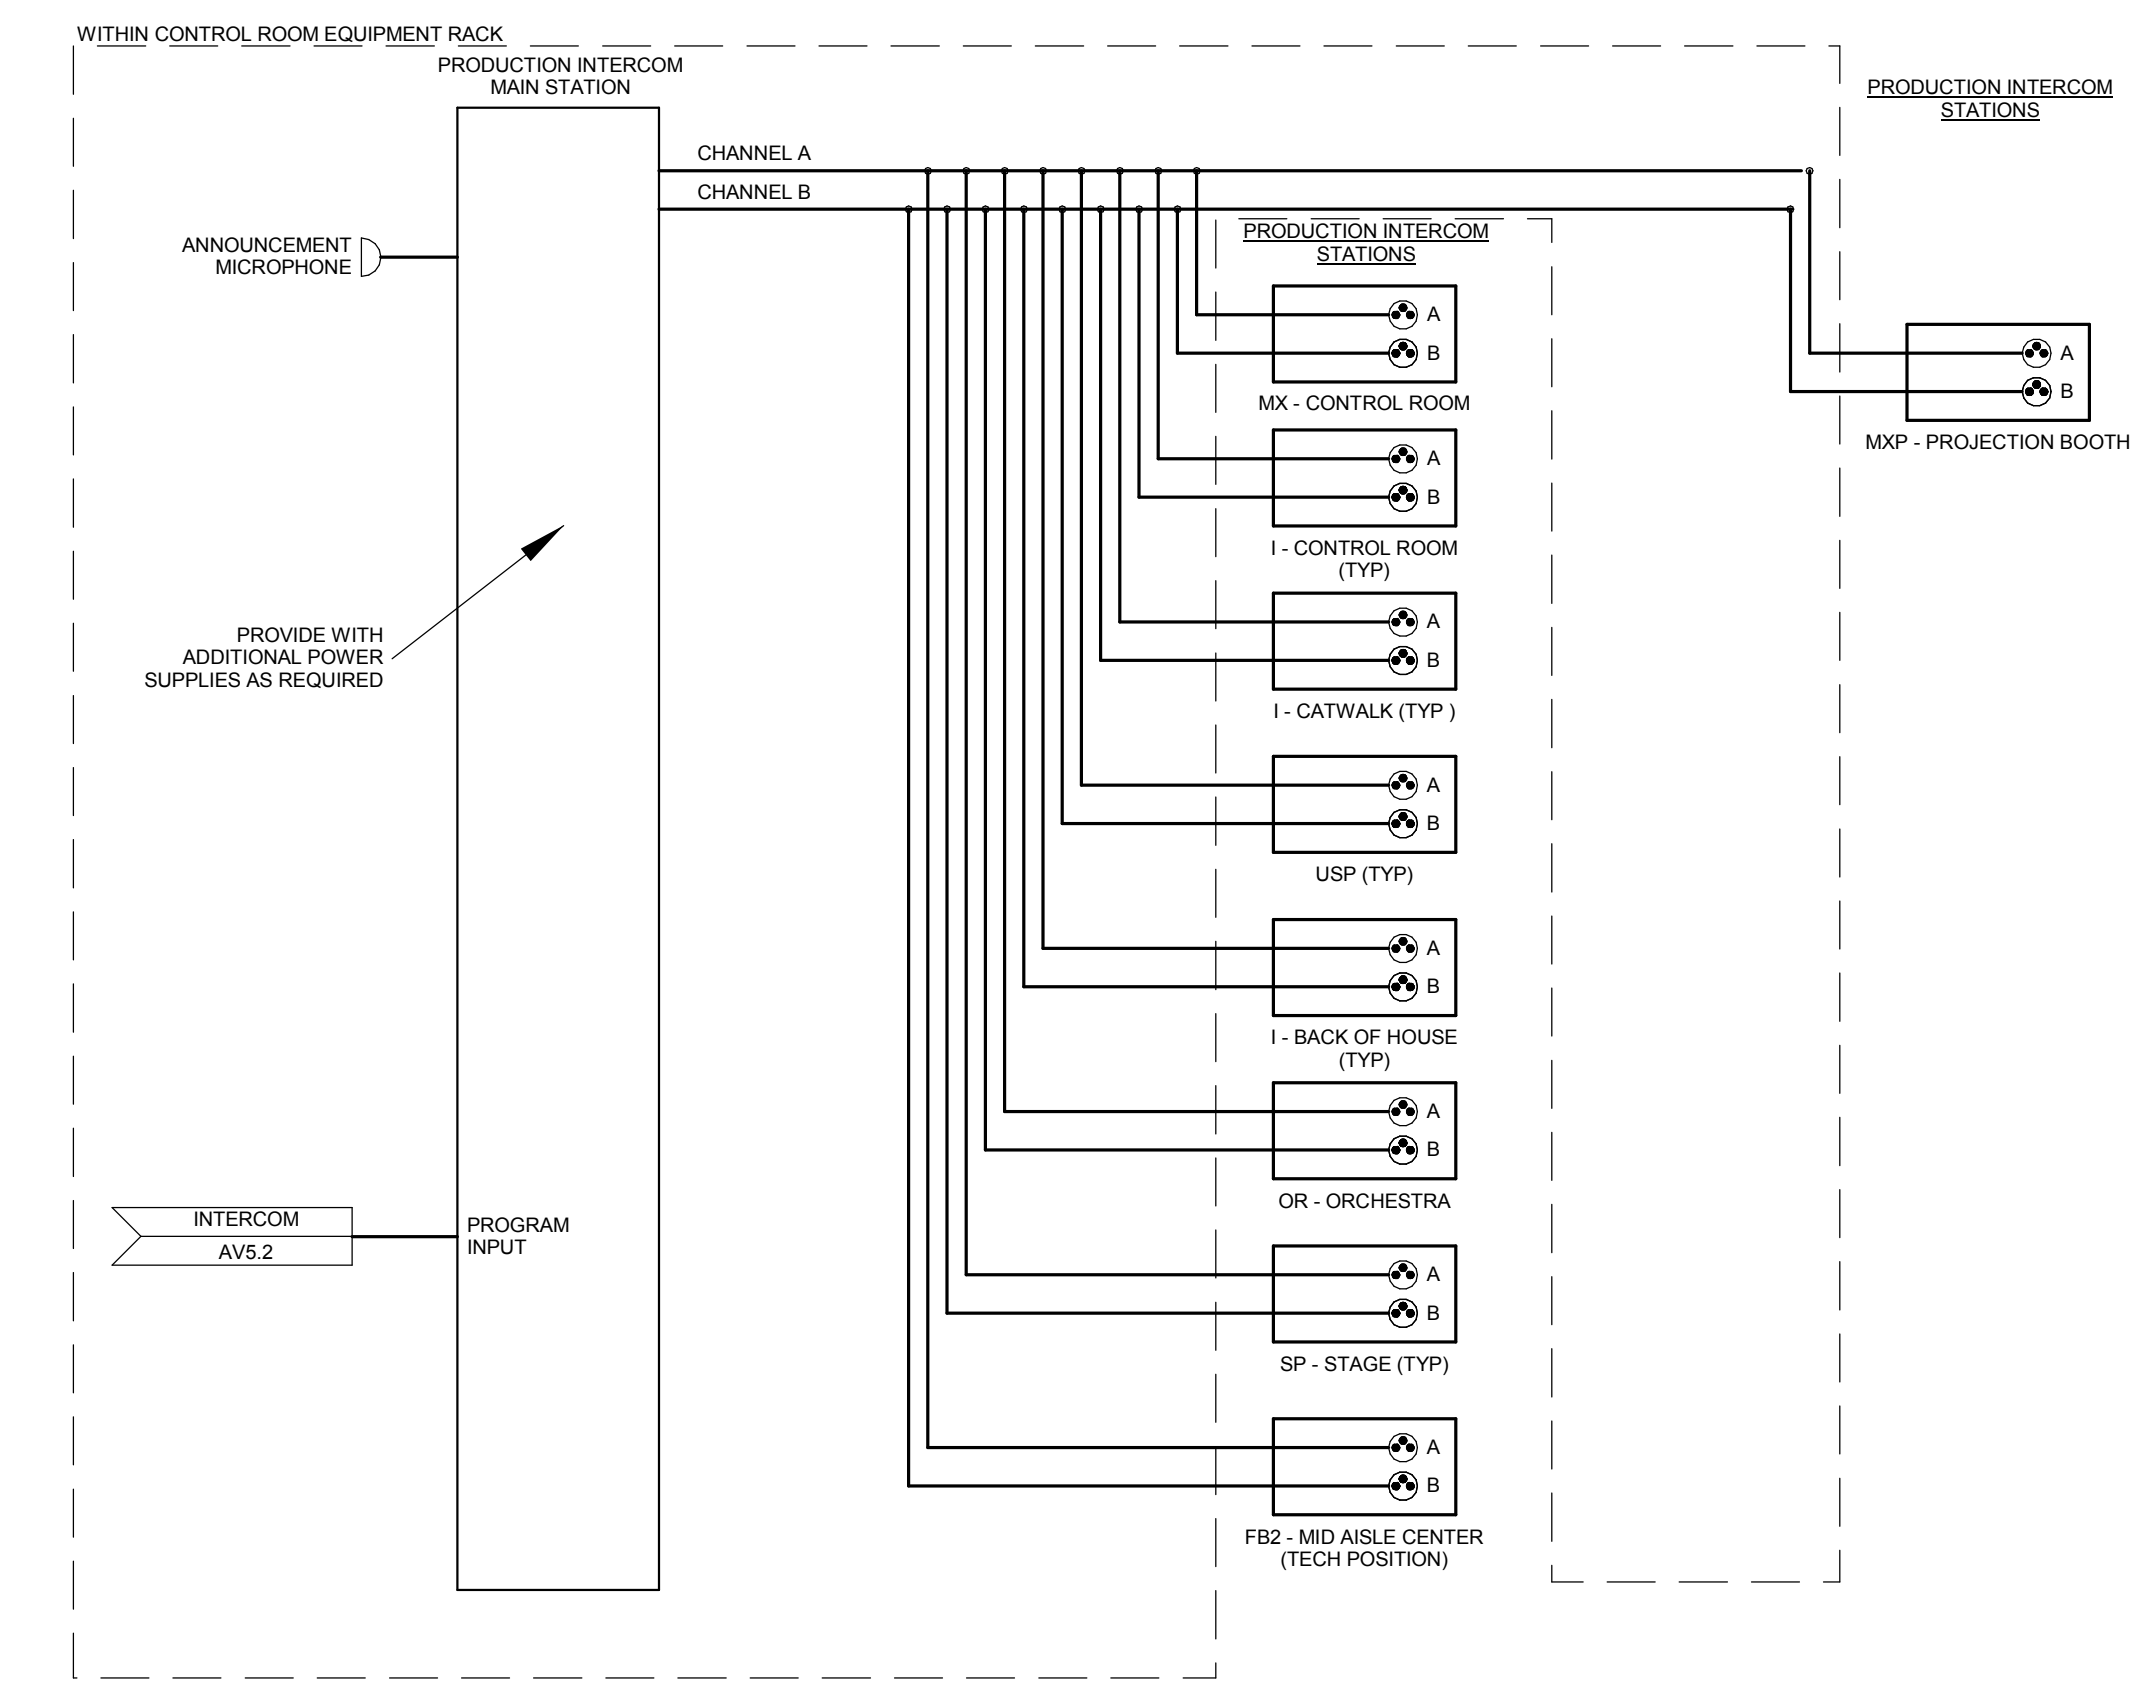 WITHIN CONTROL ROOM EQUIPMENT RACK
PRODUCTION INTERCOM
MAIN STATION
PRODUCTION INTERCOM
STATIONS
CHANNEL A
CHANNEL B
ANNOUNCEMENT
MICROPHONE
PRODUCTION INTERCOM
STATIONS
A
B
MX - CONTROL ROOM
A
B
MXP - PROJECTION BOOTH
A
B
I - CONTROL ROOM
(TYP)
PROVIDE WITH
ADDITIONAL POWER
SUPPLIES AS REQUIRED
A
B
I - CATWALK (TYP )
A
B
USP (TYP)
A
B
I - BACK OF HOUSE
(TYP)
A
B
OR - ORCHESTRA
INTERCOM
AV5.2
PROGRAM
INPUT
A
B
SP - STAGE (TYP)
A
B
FB2 - MID AISLE CENTER
(TECH POSITION)